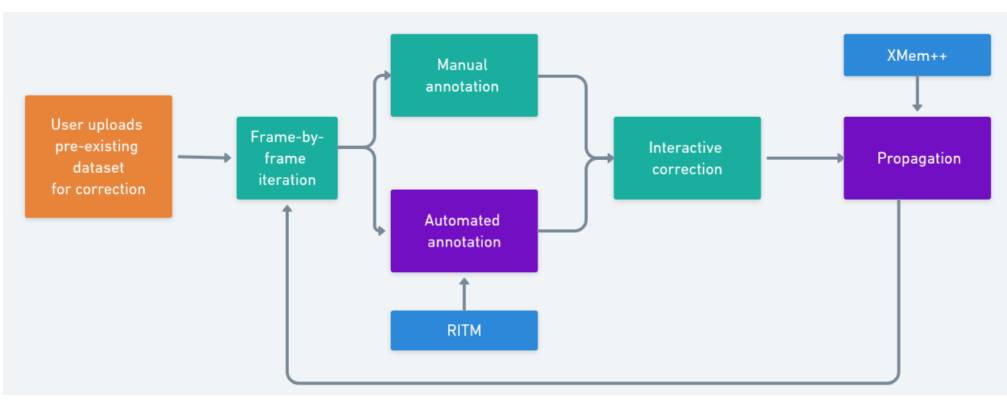 User uploads
pre-existing
dataset
for correction
Frame-by-
frame
iteration
Manual
annotation
Automated
annotation
RITM
Interactive
correction
XMem++
Propagation